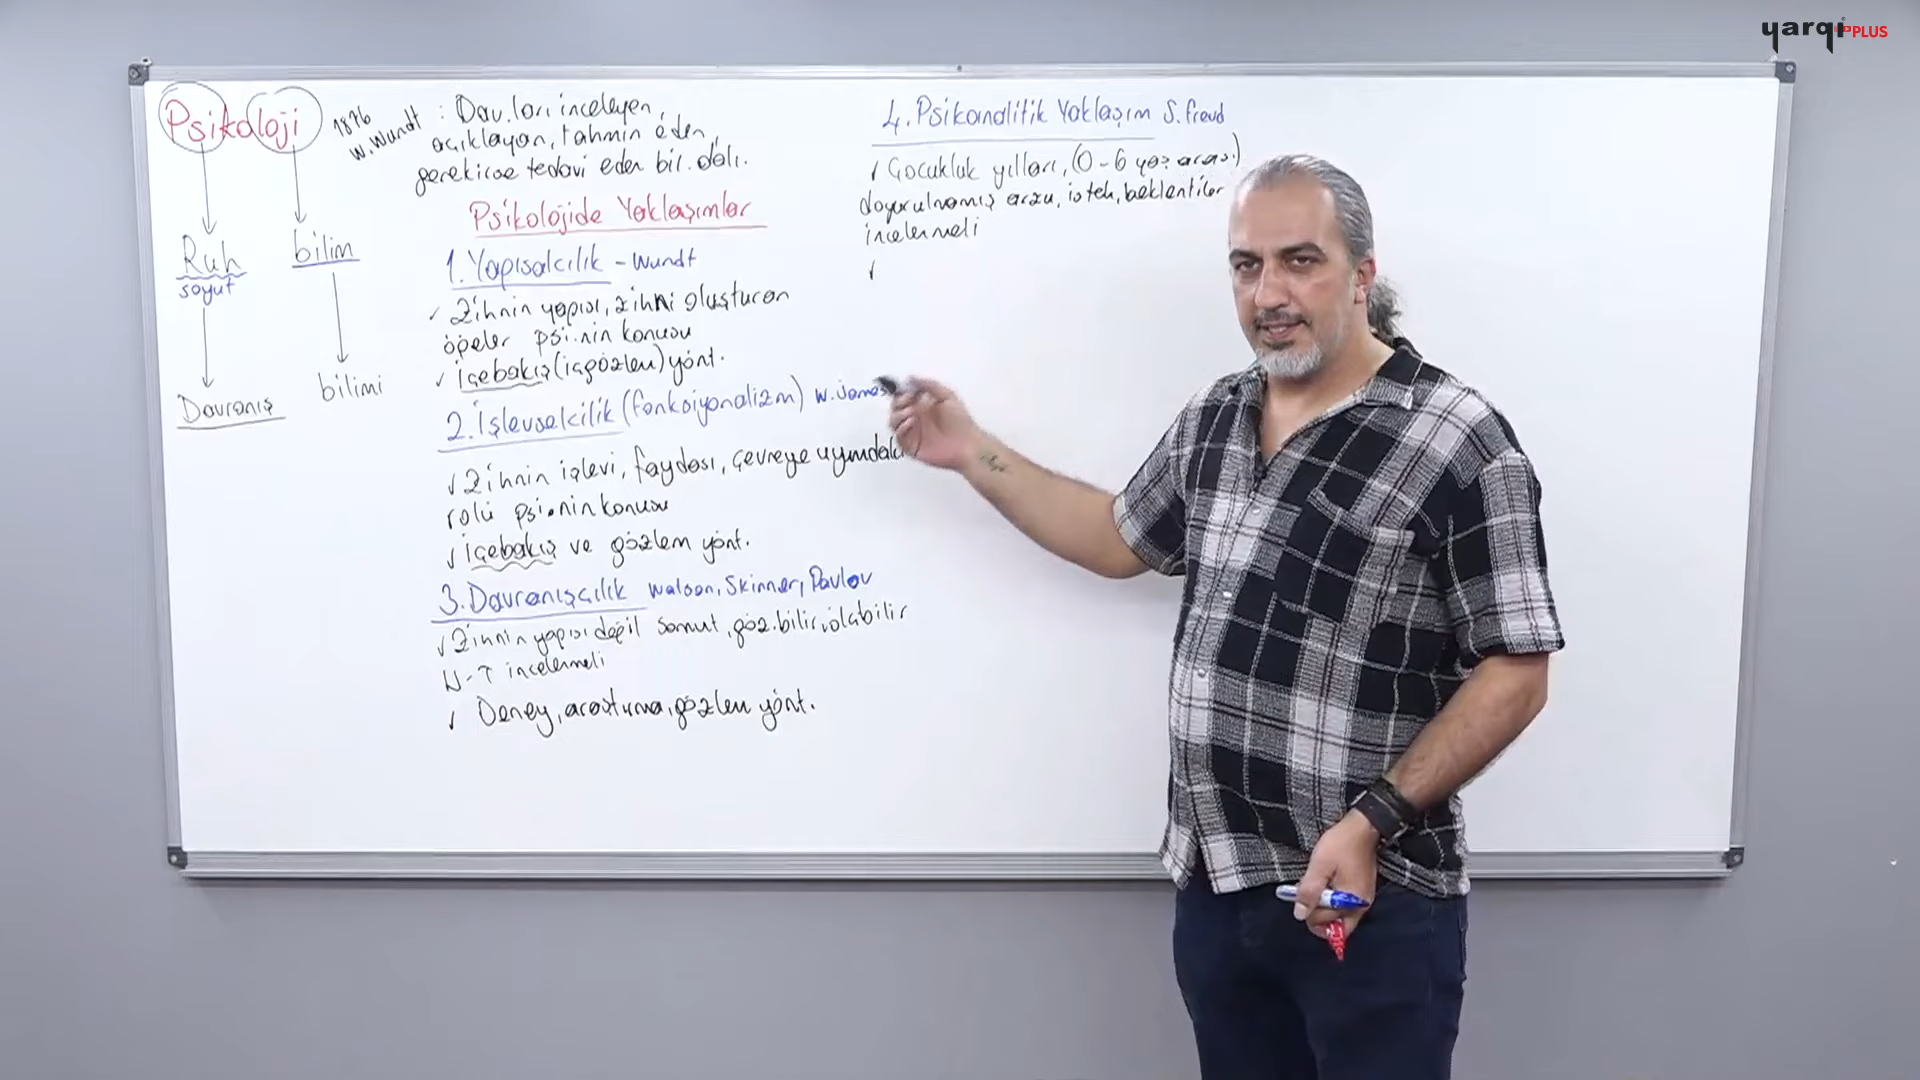 yarqı PPLUS
Psikoloji
Ruh
soyut
Davranış
bilim
bilimi
1876
W.Wundt
: Dav.ları inceleyen,
açıklayan, tahmin eden,
gerekirse tedavi eden bil. dalı.
Psikolojide Yaklaşımlar
1. Yapısalcılık - Wundt
✓ Zihnin yapısı, zihni oluşturan
öğeler psi.nin konusu
✓ İçebakış (içgözlem) yönt.
2. İşlevselcilik (fonksiyonalizm) W.James
✓ Zihnin işlevi, faydası, çevreye uyumdaki
rolü psi.nin konusu
✓ İçebakış ve gözlem yönt.
3. Davranışçılık Watson, Skinner, Pavlov
✓ Zihnin yapısı değil somut, göz.bilir, ölçbilir
U-T incelenmeli
✓ Deney, araştırma, gözlem yönt.
4. Psikanalitik Yaklaşım S. Freud
✓ Çocukluk yılları, (0-6 yaş arası)
doyurulmamış arzu, istek, beklentiler
incelenmeli
✓